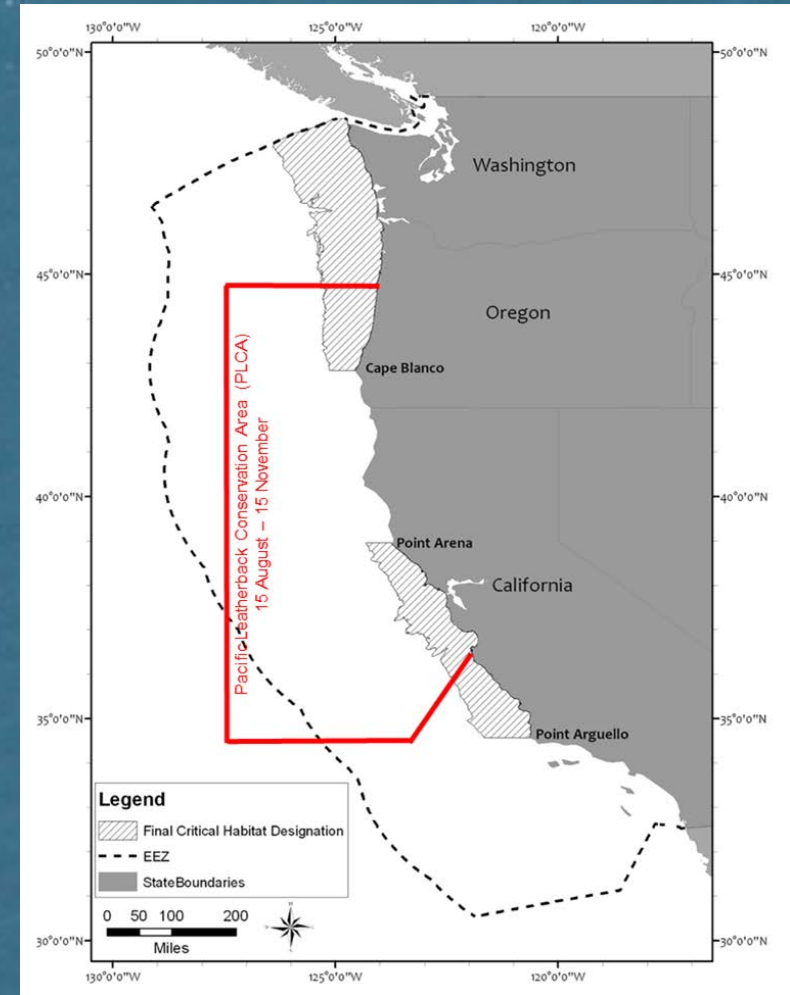 130°0'0"W 125°0'0"W 120°0'0"W
50°0'0"N 50°0'0"N
Washington
45°0'0"N 45°0'0"N
Oregon
Cape Blanco
Pacific Leatherback Conservation Area (PLCA)
15 August – 15 November
40°0'0"N 40°0'0"N
Point Arena
California
35°0'0"N 35°0'0"N
Point Arguello
Legend
Final Critical Habitat Designation
EEZ
StateBoundaries
0 50 100 200
Miles
30°0'0"N 30°0'0"N
130°0'0"W 125°0'0"W 120°0'0"W